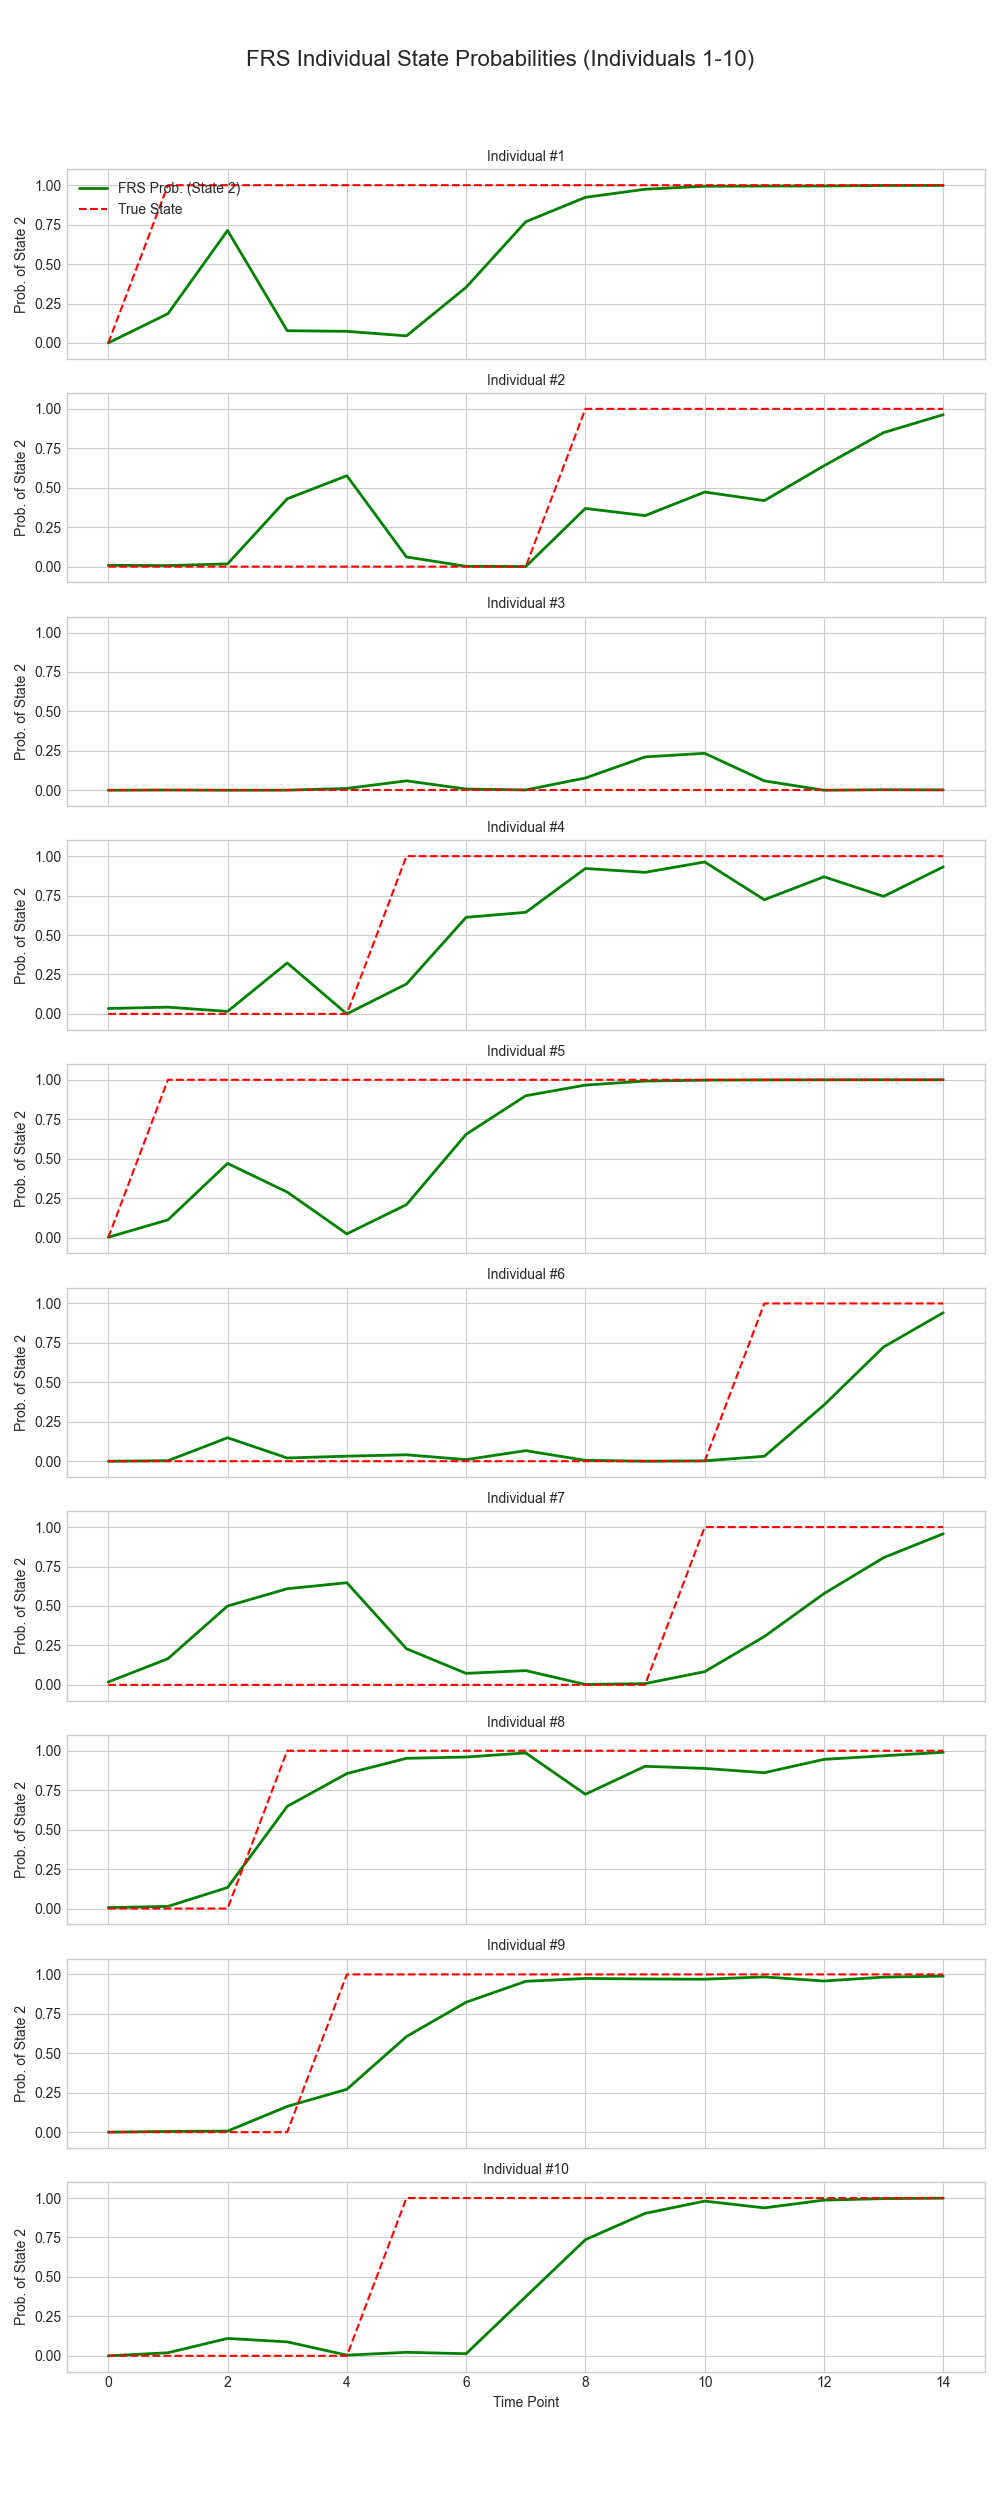 FRS Individual State Probabilities (Individuals 1-10)
Individual #1
FRS Prob. (State 2)
True State
1.00
0.75
0.50
0.25
0.00
Prob. of State 2
Individual #2
1.00
0.75
0.50
0.25
0.00
Prob. of State 2
Individual #3
1.00
0.75
0.50
0.25
0.00
Prob. of State 2
Individual #4
1.00
0.75
0.50
0.25
0.00
Prob. of State 2
Individual #5
1.00
0.75
0.50
0.25
0.00
Prob. of State 2
Individual #6
1.00
0.75
0.50
0.25
0.00
Prob. of State 2
Individual #7
1.00
0.75
0.50
0.25
0.00
Prob. of State 2
Individual #8
1.00
0.75
0.50
0.25
0.00
Prob. of State 2
Individual #9
1.00
0.75
0.50
0.25
0.00
Prob. of State 2
Individual #10
1.00
0.75
0.50
0.25
0.00
Prob. of State 2
0 2 4 6 8 10 12 14
Time Point